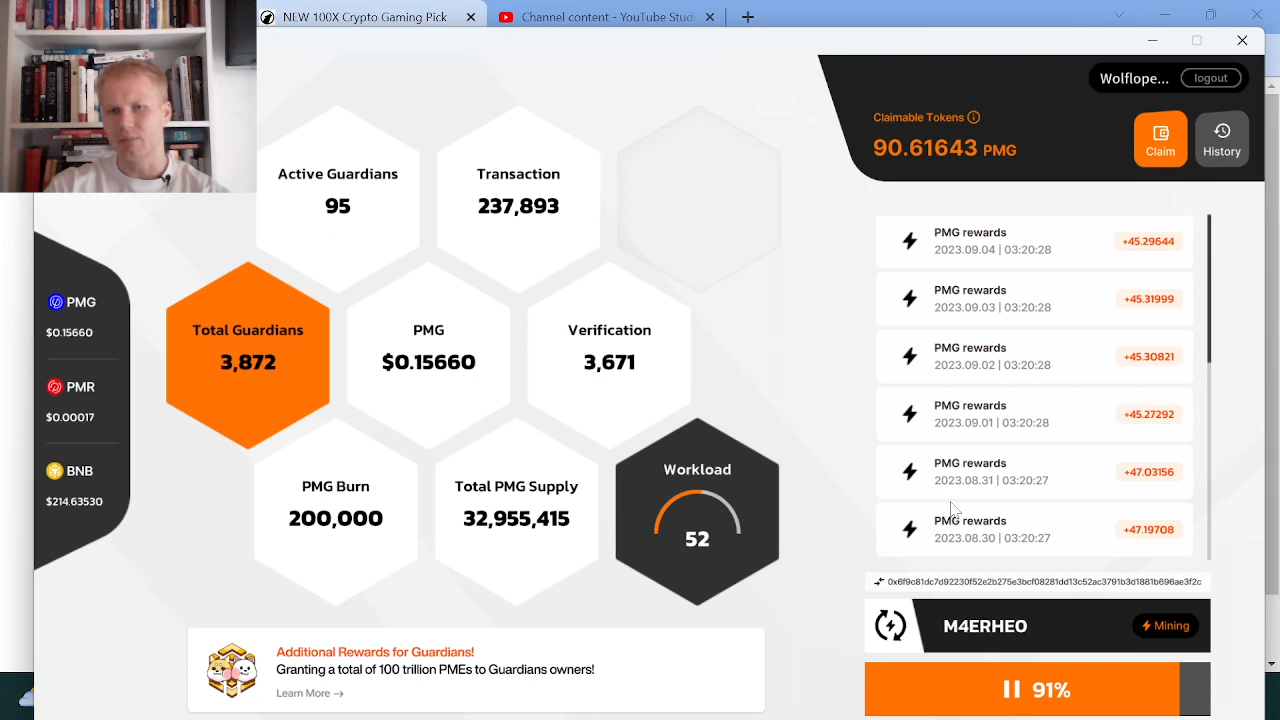 NEW 100X Crypto MEME
100X on studs? - YouTube Studio
Wolflope...
logout
Claimable Tokens
90.61643 PMG
Claim
History
Active Guardians
95
Transaction
237,893
Total Guardians
3,872
PMG
$0.15660
Verification
3,671
PMG Burn
200,000
Total PMG Supply
32,955,415
Workload
52
PMG
$0.15660
PMR
$0.00017
BNB
$214.63530
PMG rewards
2023.09.04 | 03:20:28
+45.29644
PMG rewards
2023.09.03 | 03:20:28
+45.31999
PMG rewards
2023.09.02 | 03:20:28
+45.30821
PMG rewards
2023.09.01 | 03:20:28
+45.27292
PMG rewards
2023.08.31 | 03:20:27
+47.03156
PMG rewards
2023.08.30 | 03:20:27
+47.19708
0x6f9c81dc7d92230f52e2b275e3bcf08281dd13c52ac3791b3d1881b696ae3f2c
M4ERHE0
Mining
91%
Additional Rewards for Guardians!
Granting a total of 100 trillion PMEs to Guardians owners!
Learn More →